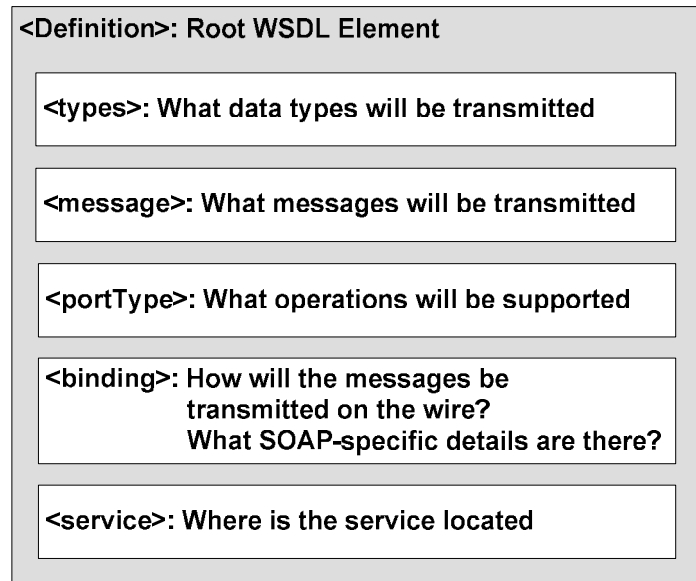 <Definition>: Root WSDL Element
<types>: What data types will be transmitted
<message>: What messages will be transmitted
<portType>: What operations will be supported
<binding>: How will the messages be
transmitted on the wire?
What SOAP-specific details are there?
<service>: Where is the service located